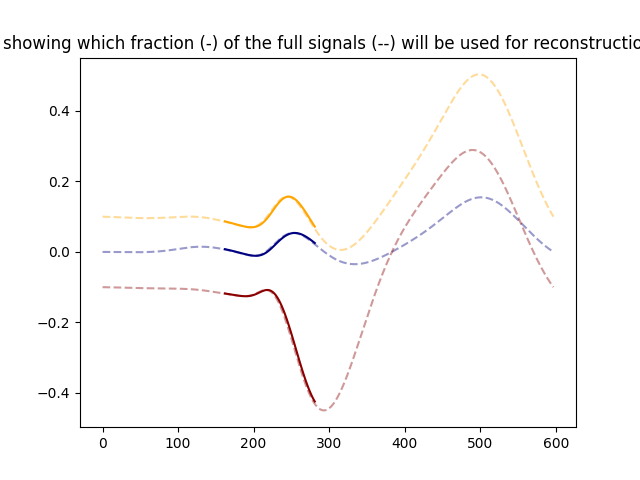 showing which fraction (-) of the full signals (--) will be used for reconstructio
0.4
0.2
0.0
−0.2
−0.4
0 100 200 300 400 500 600